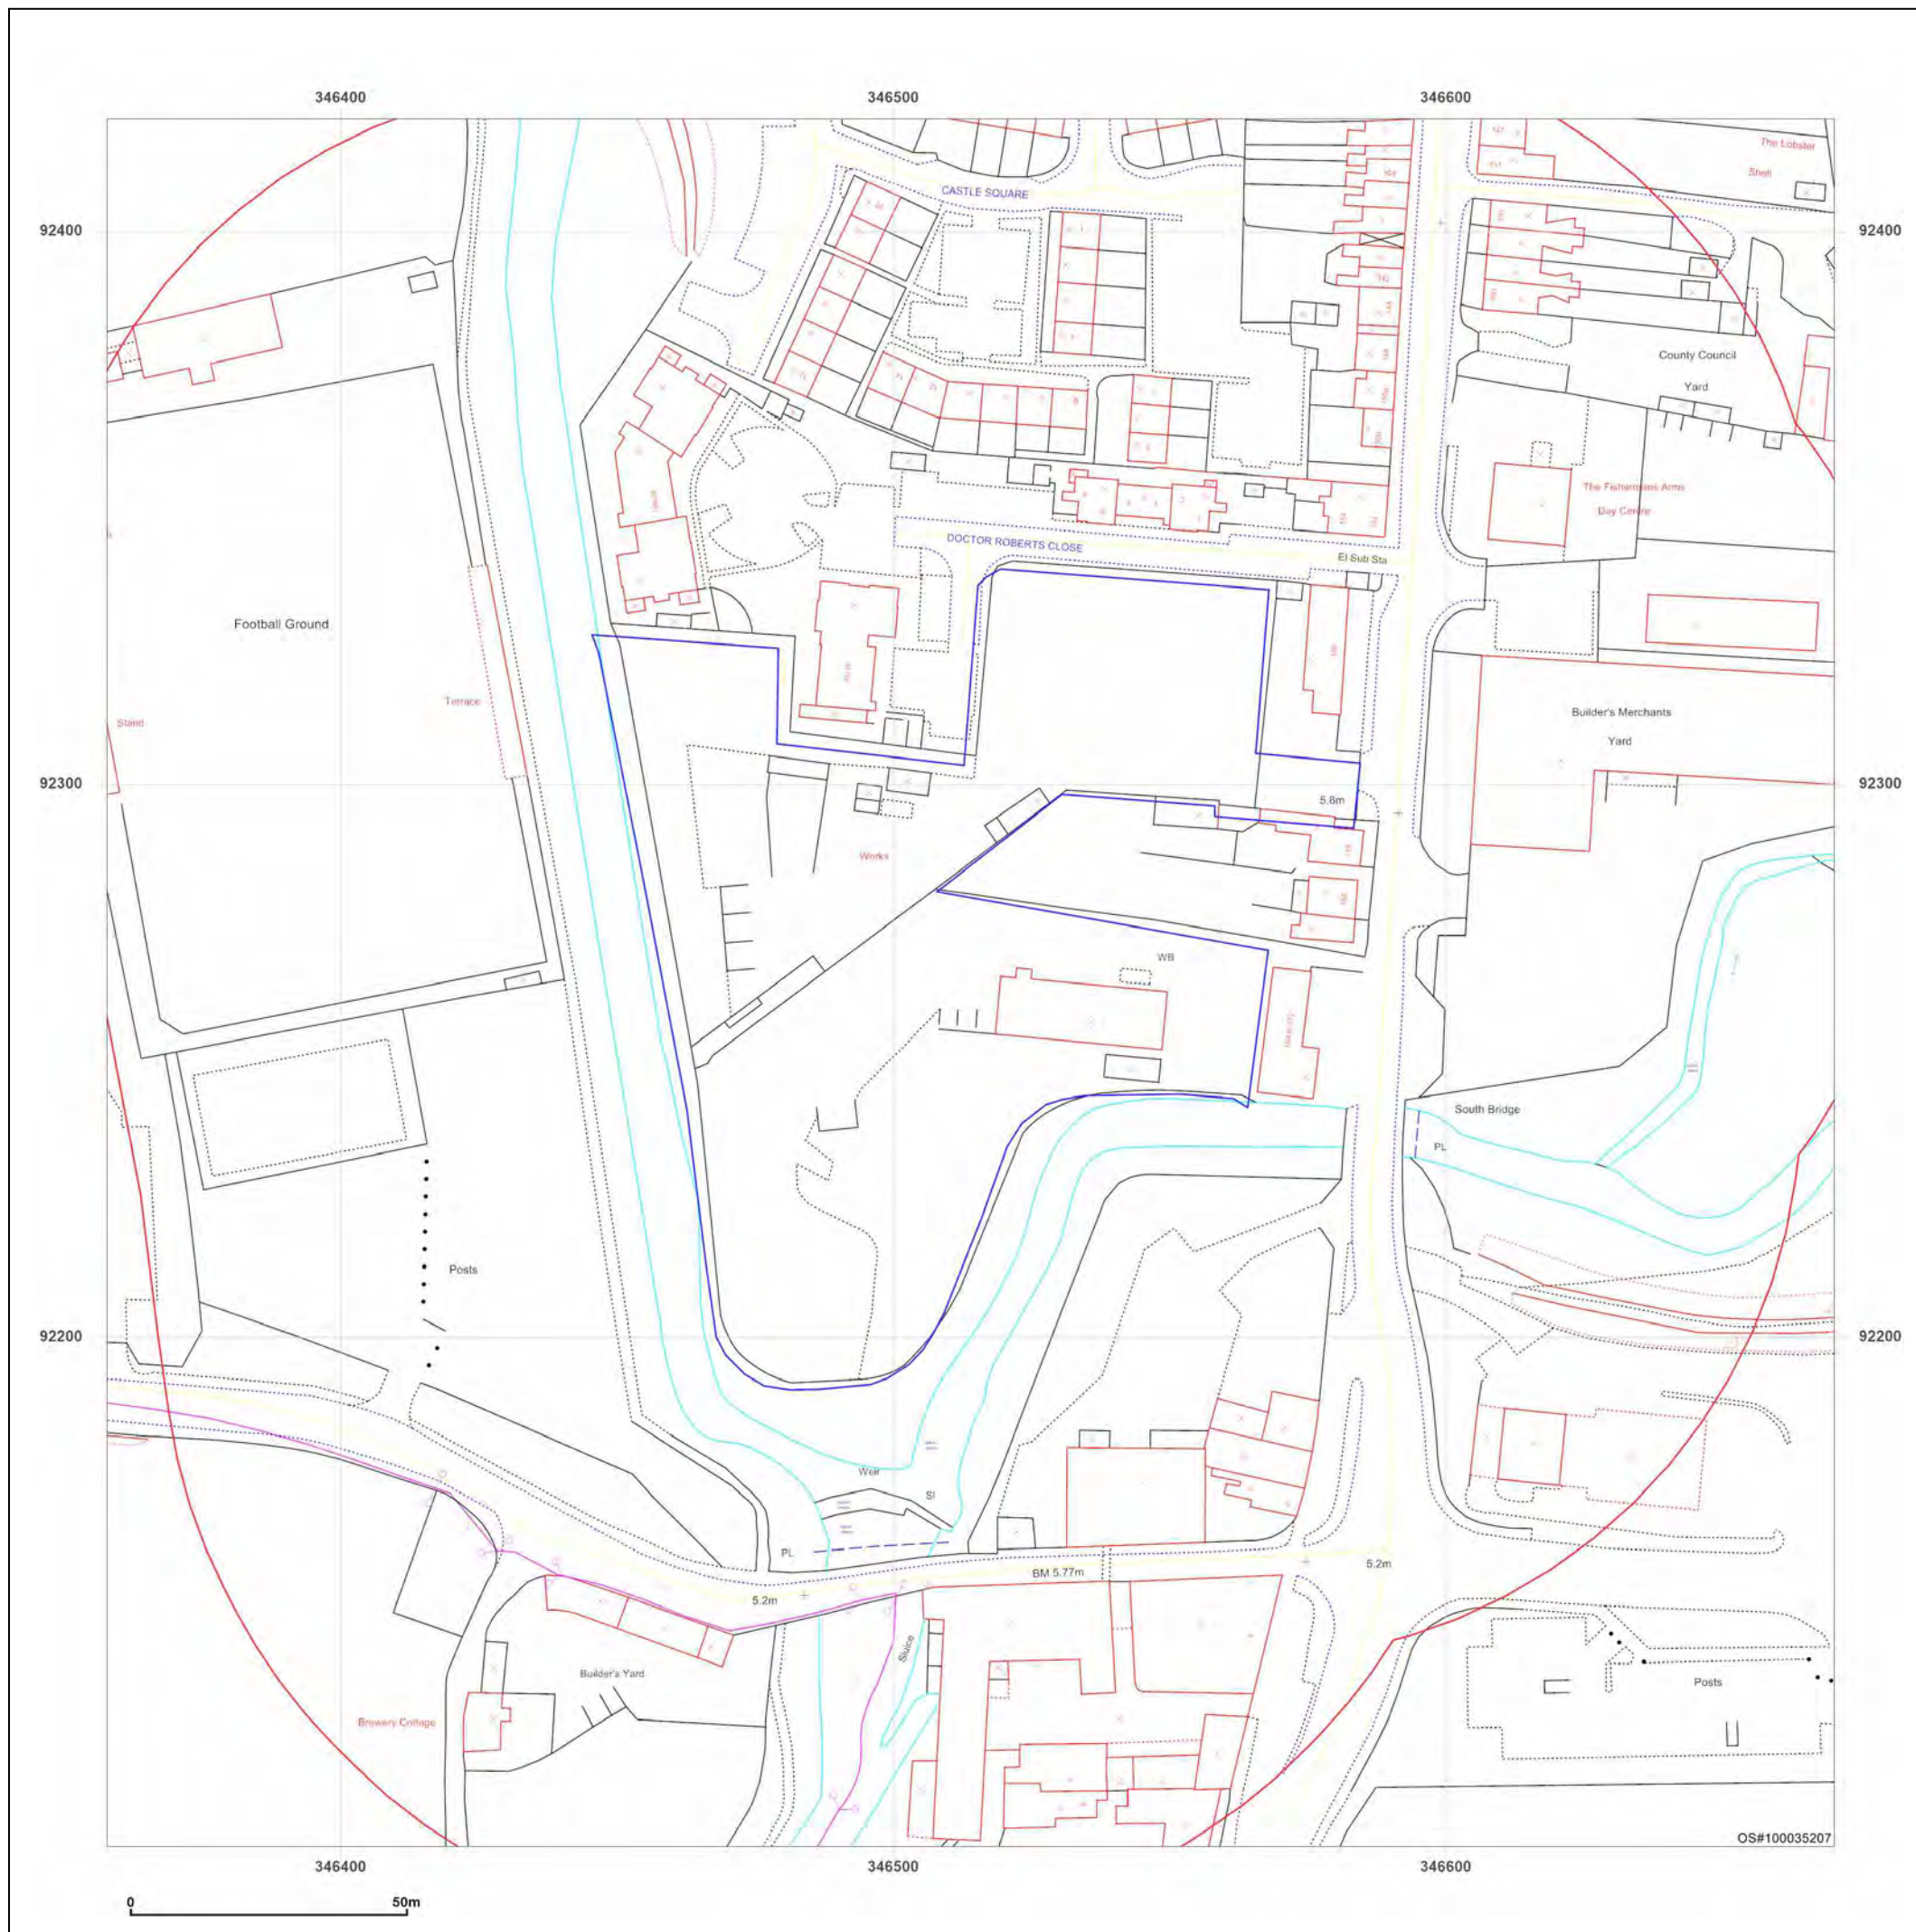 346400
346500
346600
The Lobster
Shell
CASTLE SQUARE
92400
92400
County Council
Yard
The Fishermans Arms
Day Centre
DOCTOR ROBERTS CLOSE
El Sub Sta
Football Ground
Terrace
Stand
Builder's Merchants
Yard
92300
92300
5.8m
Works
WB
South Bridge
PL
Posts
92200
92200
Weir
Sl
PL
BM 5.77m
5.2m
5.2m
Sluice
Builder's Yard
Posts
Brewery Cottage
OS#100035207
346400
346500
346600
0
50m